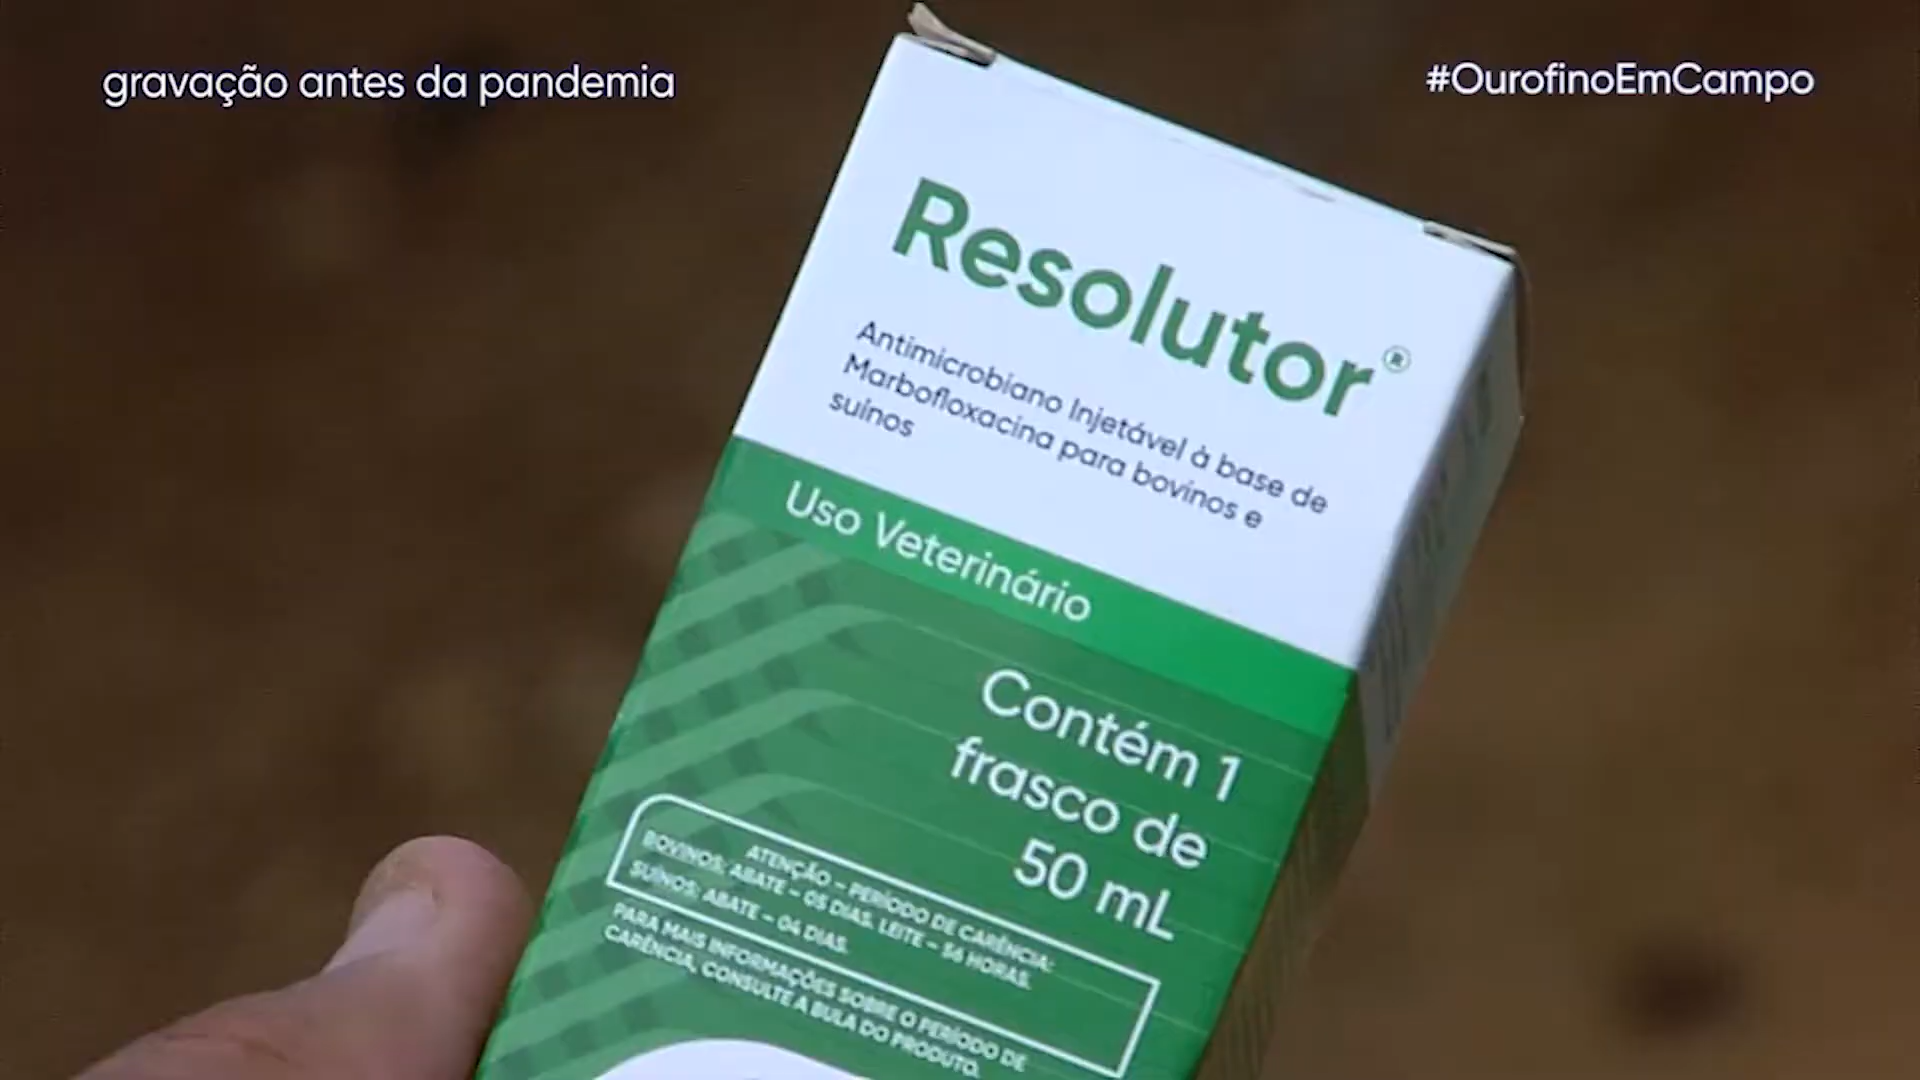 gravação antes da pandemia
#OurofinoEmCampo
Resolutor®
Antimicrobiano Injetável à base de
Marbofloxacina para bovinos e
suínos
Uso Veterinário
Contém 1
frasco de
50 mL
ATENÇÃO – PERÍODO DE CARÊNCIA:
BOVINOS: ABATE – 05 DIAS. LEITE – 56 HORAS.
SUÍNOS: ABATE – 04 DIAS.
PARA MAIS INFORMAÇÕES SOBRE O PERÍODO DE
CARÊNCIA, CONSULTE A BULA DO PRODUTO.